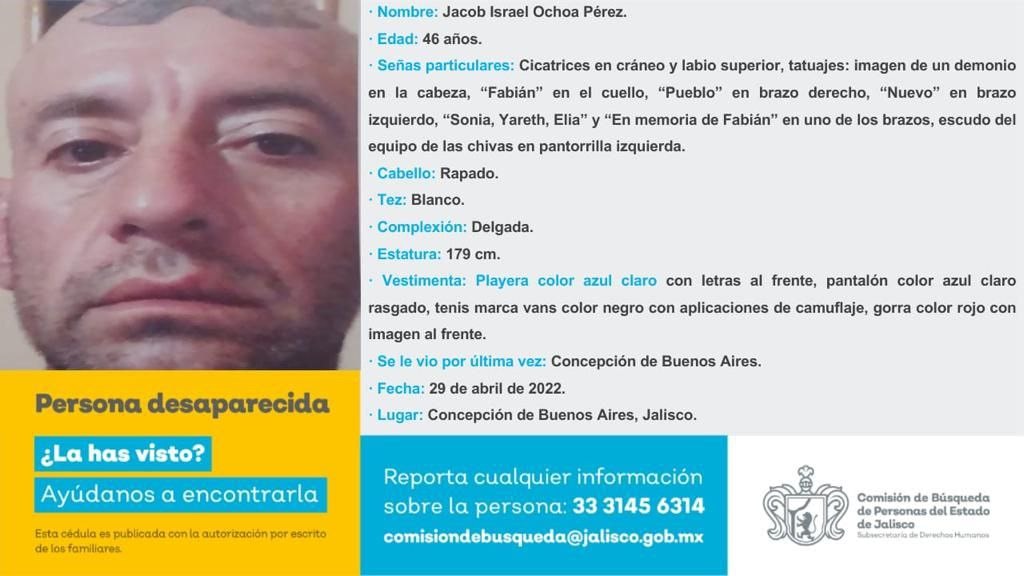 · Nombre: Jacob Israel Ochoa Pérez.
· Edad: 46 años.
· Señas particulares: Cicatrices en cráneo y labio superior, tatuajes: imagen de un demonio
en la cabeza, “Fabián” en el cuello, “Pueblo” en brazo derecho, “Nuevo” en brazo
izquierdo, “Sonia, Yareth, Elia” y “En memoria de Fabián” en uno de los brazos, escudo del
equipo de las chivas en pantorrilla izquierda.
· Cabello: Rapado.
· Tez: Blanco.
· Complexión: Delgada.
· Estatura: 179 cm.
· Vestimenta: Playera color azul claro con letras al frente, pantalón color azul claro
rasgado, tenis marca vans color negro con aplicaciones de camuflaje, gorra color rojo con
imagen al frente.
· Se le vio por última vez: Concepción de Buenos Aires.
· Fecha: 29 de abril de 2022.
· Lugar: Concepción de Buenos Aires, Jalisco.
Persona desaparecida
¿La has visto?
Ayúdanos a encontrarla
Esta cédula es publicada con la autorización por escrito
de los familiares.
Reporta cualquier información
sobre la persona: 33 3145 6314
comisiondebusqueda@jalisco.gob.mx
Comisión de Búsqueda
de Personas del Estado
de Jalisco
Subsecretaría de Derechos Humanos